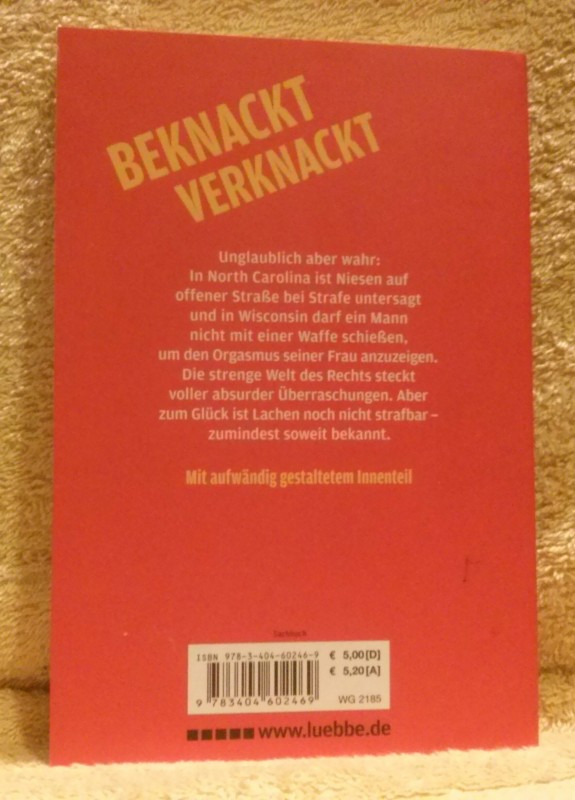 BEKNACKT
VERKNACKT
Unglaublich aber wahr:
In North Carolina ist Niesen auf
offener Straße bei Strafe untersagt
und in Wisconsin darf ein Mann
nicht mit einer Waffe schießen,
um den Orgasmus seiner Frau anzuzeigen.
Die strenge Welt des Rechts steckt
voller absurder Überraschungen. Aber
zum Glück ist Lachen noch nicht strafbar –
zumindest soweit bekannt.
Mit aufwändig gestaltetem Innenteil
Sachbuch
ISBN 978-3-404-60246-9 € 5,00 [D]
€ 5,20 [A]
9 783404 602469 WG 2185
www.luebbe.de